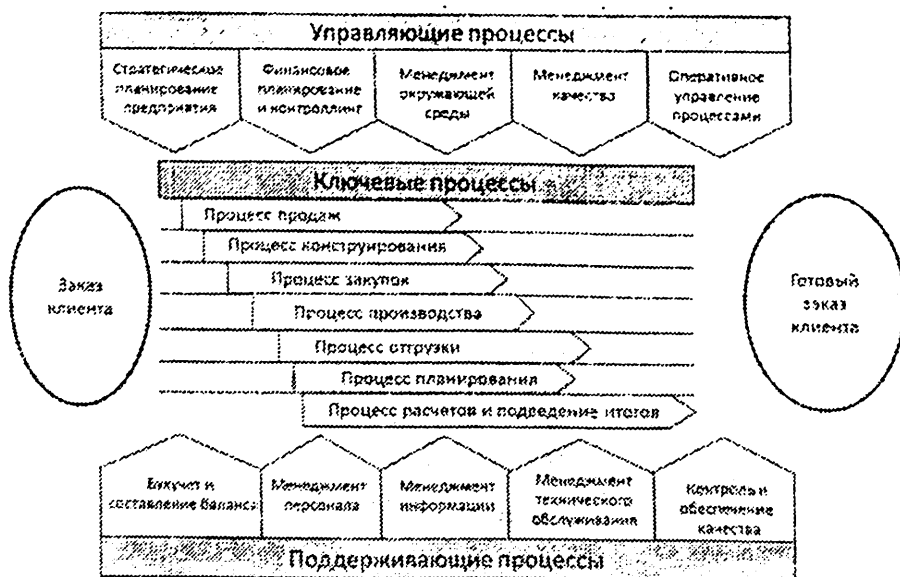 Управляющие процессы
Стратегическое
планирование
предприятия
Финансовое
планирование
и контроллинг
Менеджмент
окружающей
среды
Менеджмент
качества
Оперативное
управление
процессами
Ключевые процессы
Процесс продаж
Процесс конструирования
Процесс закупок
Процесс производства
Процесс отгрузки
Процесс планирования
Процесс расчетов и подведение итогов
Заказ
клиента
Готовый
заказ
клиента
Бухучет и
составление баланса
Менеджмент
персонала
Менеджмент
информации
Менеджмент
технического
обслуживания
Контроль и
обеспечение
качества
Поддерживающие процессы